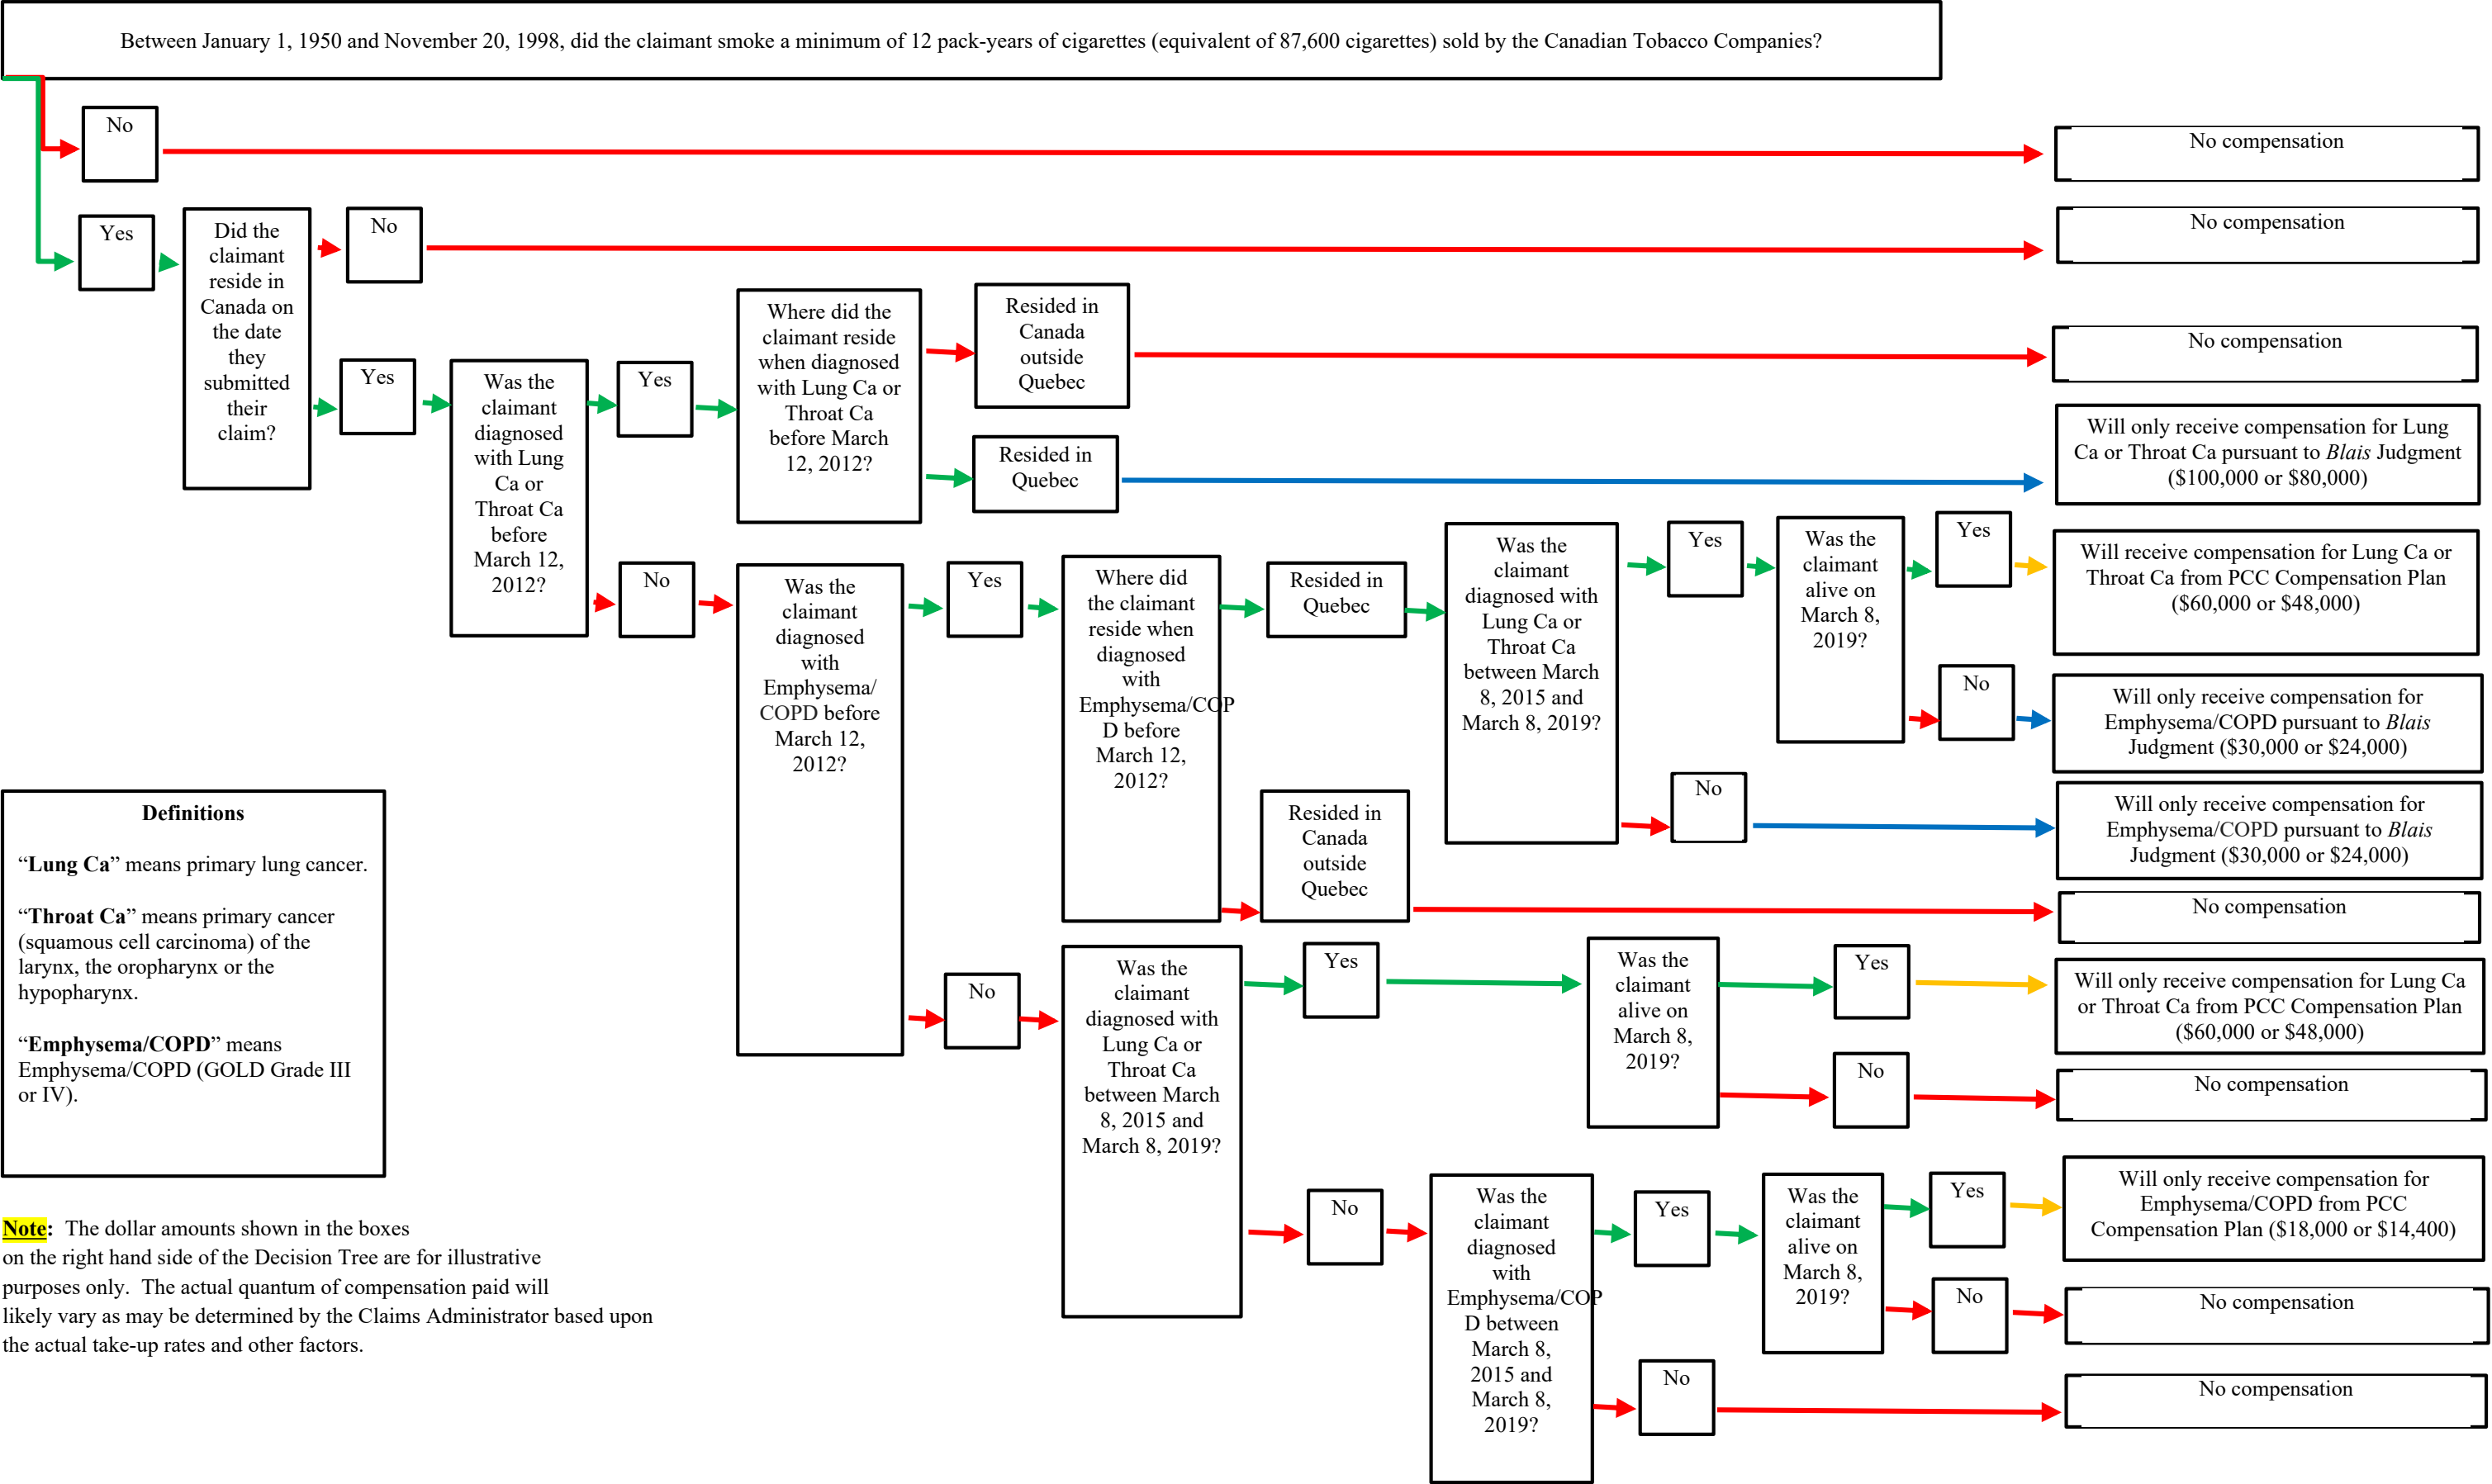 Between January 1, 1950 and November 20, 1998, did the claimant smoke a minimum of 12 pack-years of cigarettes (equivalent of 87,600 cigarettes) sold by the Canadian Tobacco Companies?
No
No compensation
Yes
Did the
claimant
reside in
Canada on
the date
they
submitted
their
claim?
No
No compensation
Yes
Was the
claimant
diagnosed
with Lung
Ca or
Throat Ca
before
March 12,
2012?
Yes
Where did the
claimant reside
when diagnosed
with Lung Ca or
Throat Ca
before March
12, 2012?
Resided in
Canada
outside
Quebec
No compensation
Resided in
Quebec
Will only receive compensation for Lung
Ca or Throat Ca pursuant to Blais Judgment
($100,000 or $80,000)
No
Was the
claimant
diagnosed
with
Emphysema/
COPD before
March 12,
2012?
Yes
Where did
the claimant
reside when
diagnosed
with
Emphysema/COP
D before
March 12,
2012?
Resided in
Quebec
Was the
claimant
diagnosed with
Lung Ca or
Throat Ca
between March
8, 2015 and
March 8, 2019?
Yes
Was the
claimant
alive on
March 8,
2019?
Yes
Will receive compensation for Lung Ca or
Throat Ca from PCC Compensation Plan
($60,000 or $48,000)
No
Will only receive compensation for
Emphysema/COPD pursuant to Blais
Judgment ($30,000 or $24,000)
No
Will only receive compensation for
Emphysema/COPD pursuant to Blais
Judgment ($30,000 or $24,000)
Resided in
Canada
outside
Quebec
No compensation
No
Was the
claimant
diagnosed with
Lung Ca or
Throat Ca
between March
8, 2015 and
March 8, 2019?
Yes
Was the
claimant
alive on
March 8,
2019?
Yes
Will only receive compensation for Lung Ca
or Throat Ca from PCC Compensation Plan
($60,000 or $48,000)
No
No compensation
No
Was the
claimant
diagnosed
with
Emphysema/COP
D between
March 8,
2015 and
March 8,
2019?
Yes
Was the
claimant
alive on
March 8,
2019?
Yes
Will only receive compensation for
Emphysema/COPD from PCC
Compensation Plan ($18,000 or $14,400)
No
No compensation
No
No compensation
Definitions
“Lung Ca” means primary lung cancer.
“Throat Ca” means primary cancer
(squamous cell carcinoma) of the
larynx, the oropharynx or the
hypopharynx.
“Emphysema/COPD” means
Emphysema/COPD (GOLD Grade III
or IV).
Note: The dollar amounts shown in the boxes
on the right hand side of the Decision Tree are for illustrative
purposes only. The actual quantum of compensation paid will
likely vary as may be determined by the Claims Administrator based upon
the actual take-up rates and other factors.